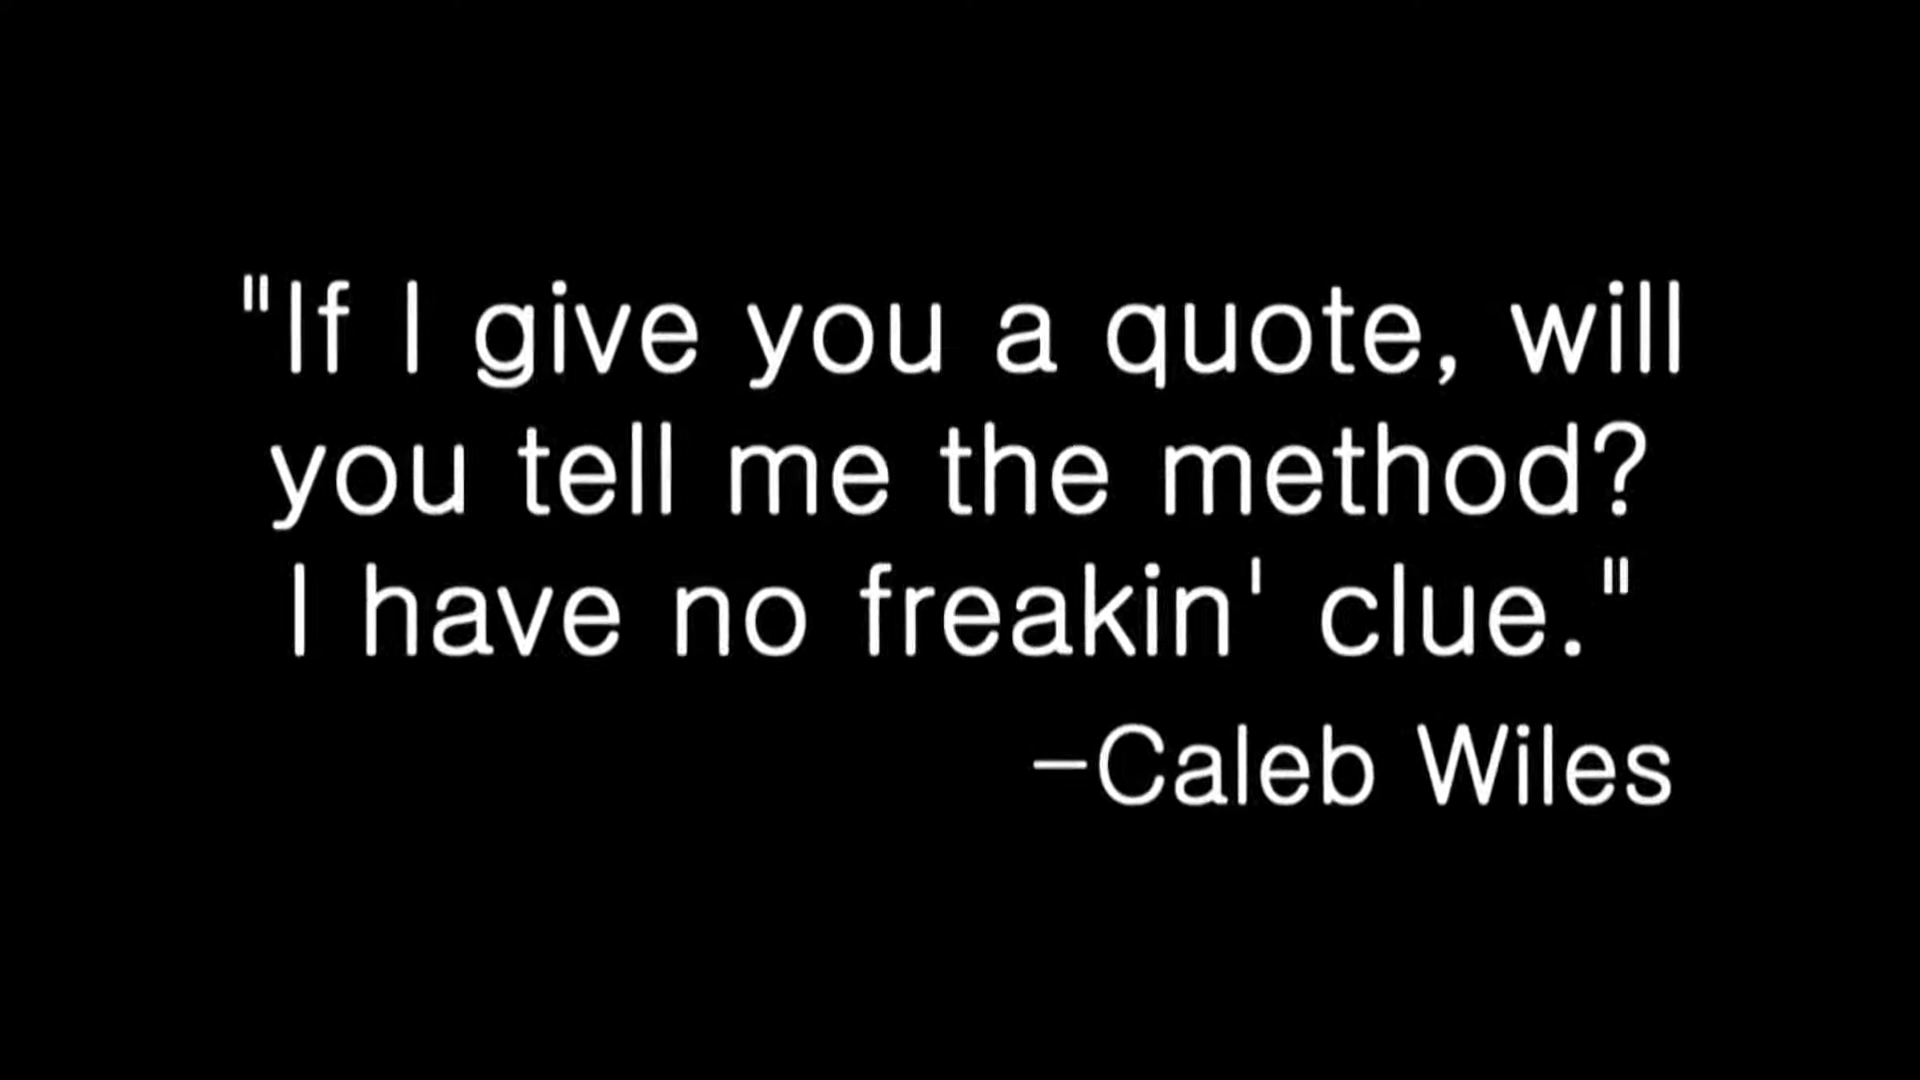 "If I give you a quote, will
you tell me the method?
I have no freakin' clue."
-Caleb Wiles